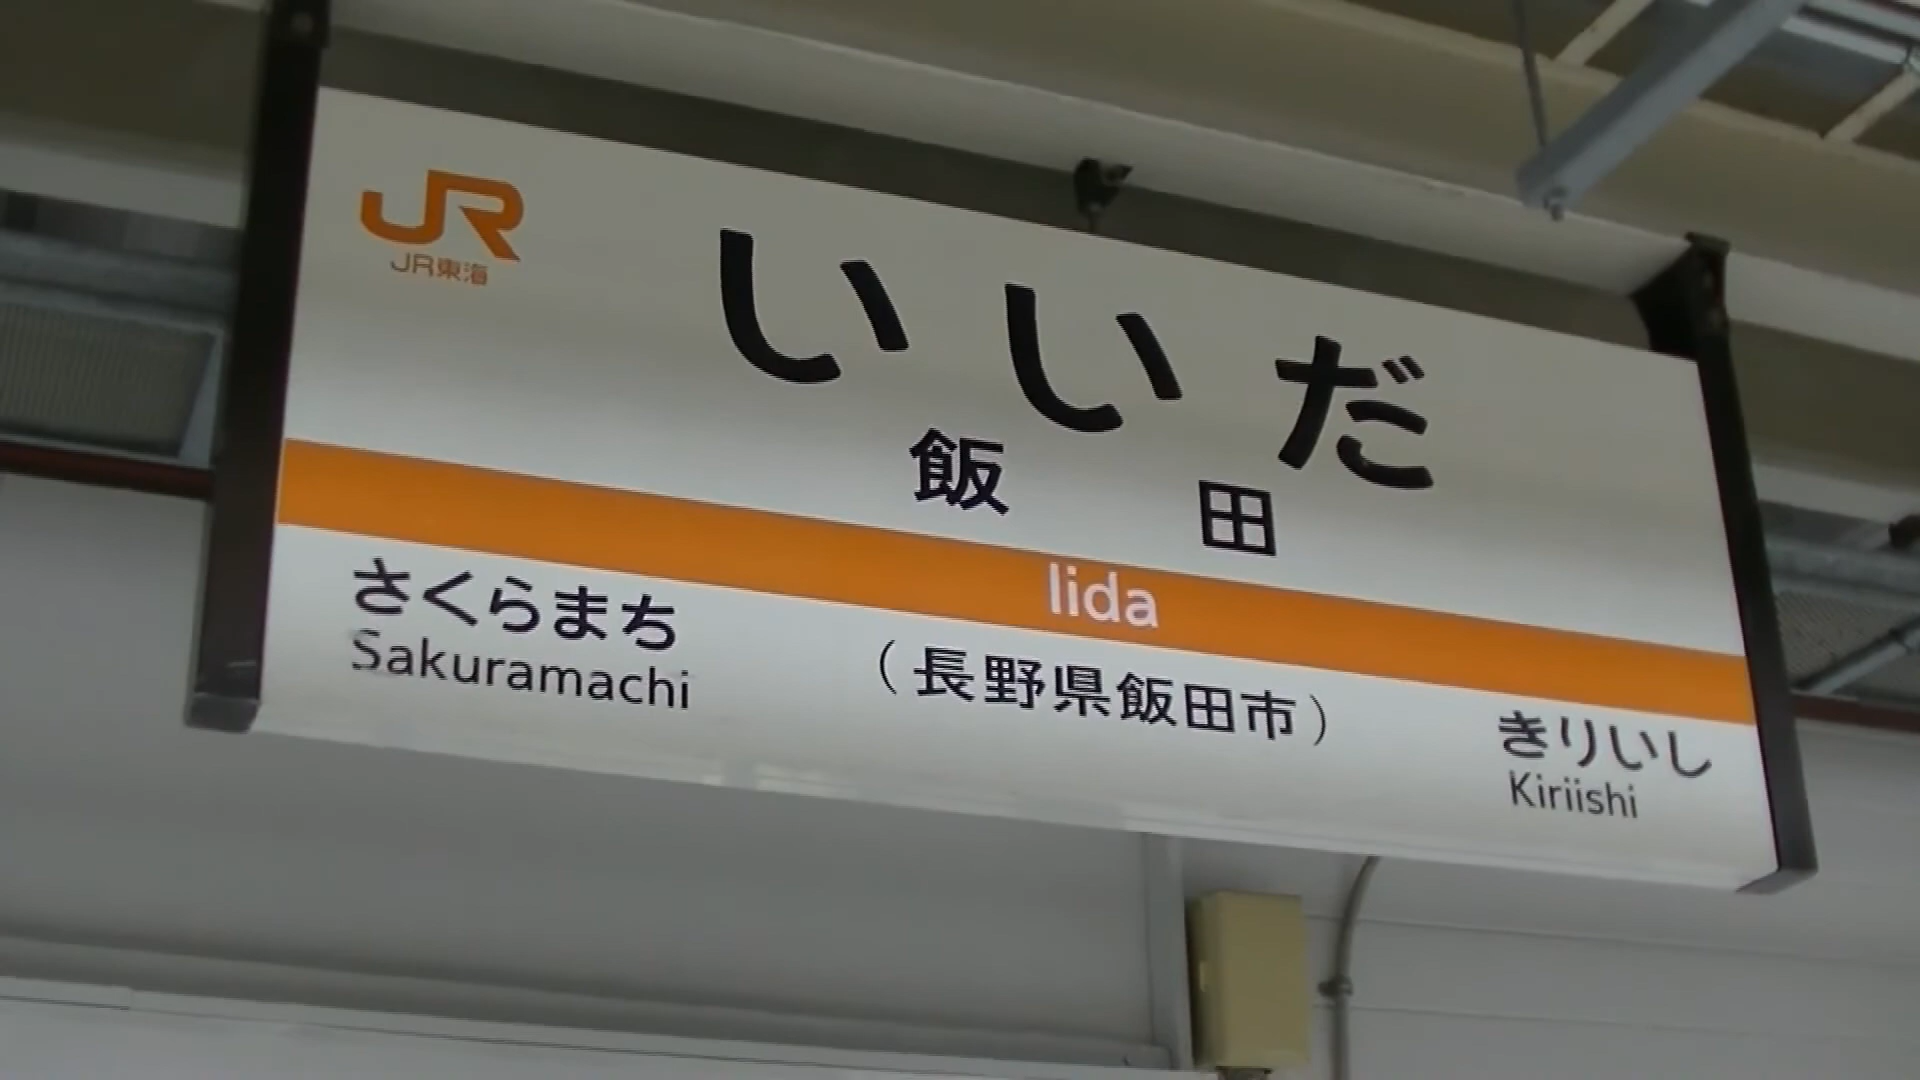 JR
JR東海
いいだ
飯田
Iida
さくらまち
Sakuramachi
(長野県飯田市)
きりいし
Kiriishi